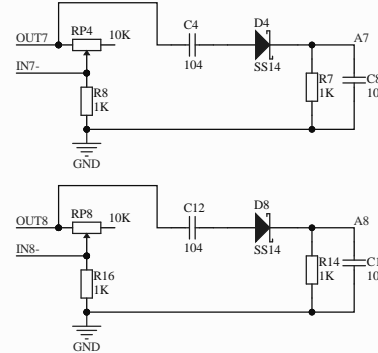 C4
D4
RP4
10K
A7
OUT7
104
SS14
IN7-
R8
1K
R7
1K
GND
C12
D8
RP8
10K
A8
OUT8
104
SS14
IN8-
R16
1K
R14
1K
GND